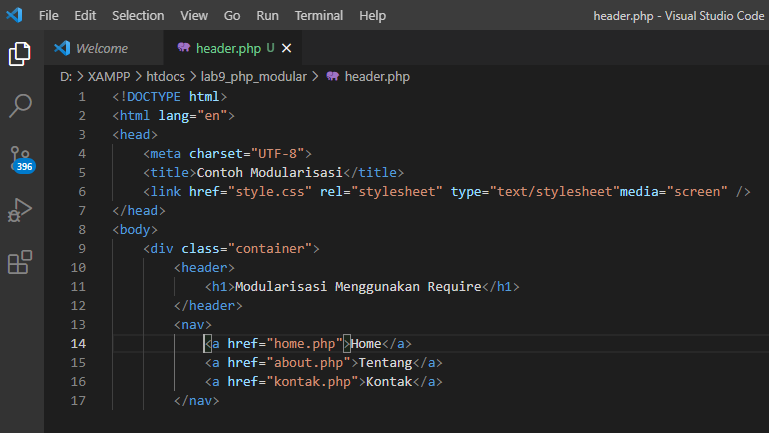 File Edit Selection View Go Run Terminal Help header.php - Visual Studio Code
Welcome header.php U
D: > XAMPP > htdocs > lab9_php_modular > header.php
1 <!DOCTYPE html>
2 <html lang="en">
3 <head>
4 <meta charset="UTF-8">
5 <title>Contoh Modularisasi</title>
6 <link href="style.css" rel="stylesheet" type="text/stylesheet"media="screen" />
7 </head>
8 <body>
9 <div class="container">
10 <header>
11 <h1>Modularisasi Menggunakan Require</h1>
12 </header>
13 <nav>
14 <a href="home.php">Home</a>
15 <a href="about.php">Tentang</a>
16 <a href="kontak.php">Kontak</a>
17 </nav>
396